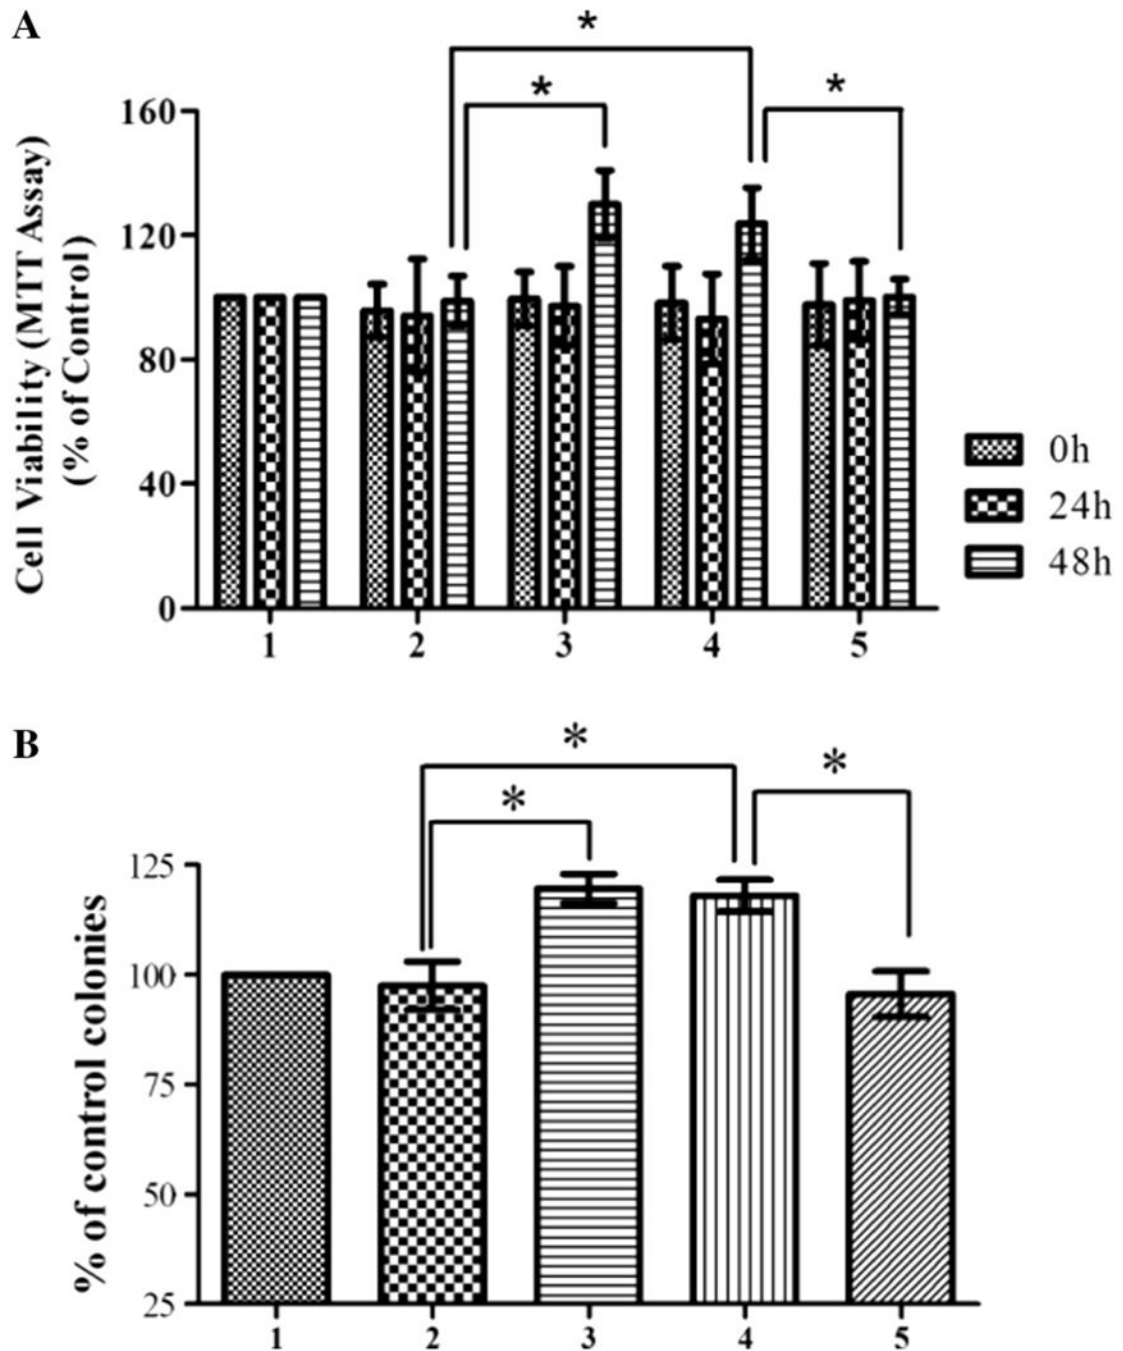 A
*
*
*
Cell Viability (MTT Assay)
(% of Control)
160
120
80
40
0
1 2 3 4 5
0h
24h
48h
B
*
*
*
% of control colonies
125
100
75
50
25
1 2 3 4 5